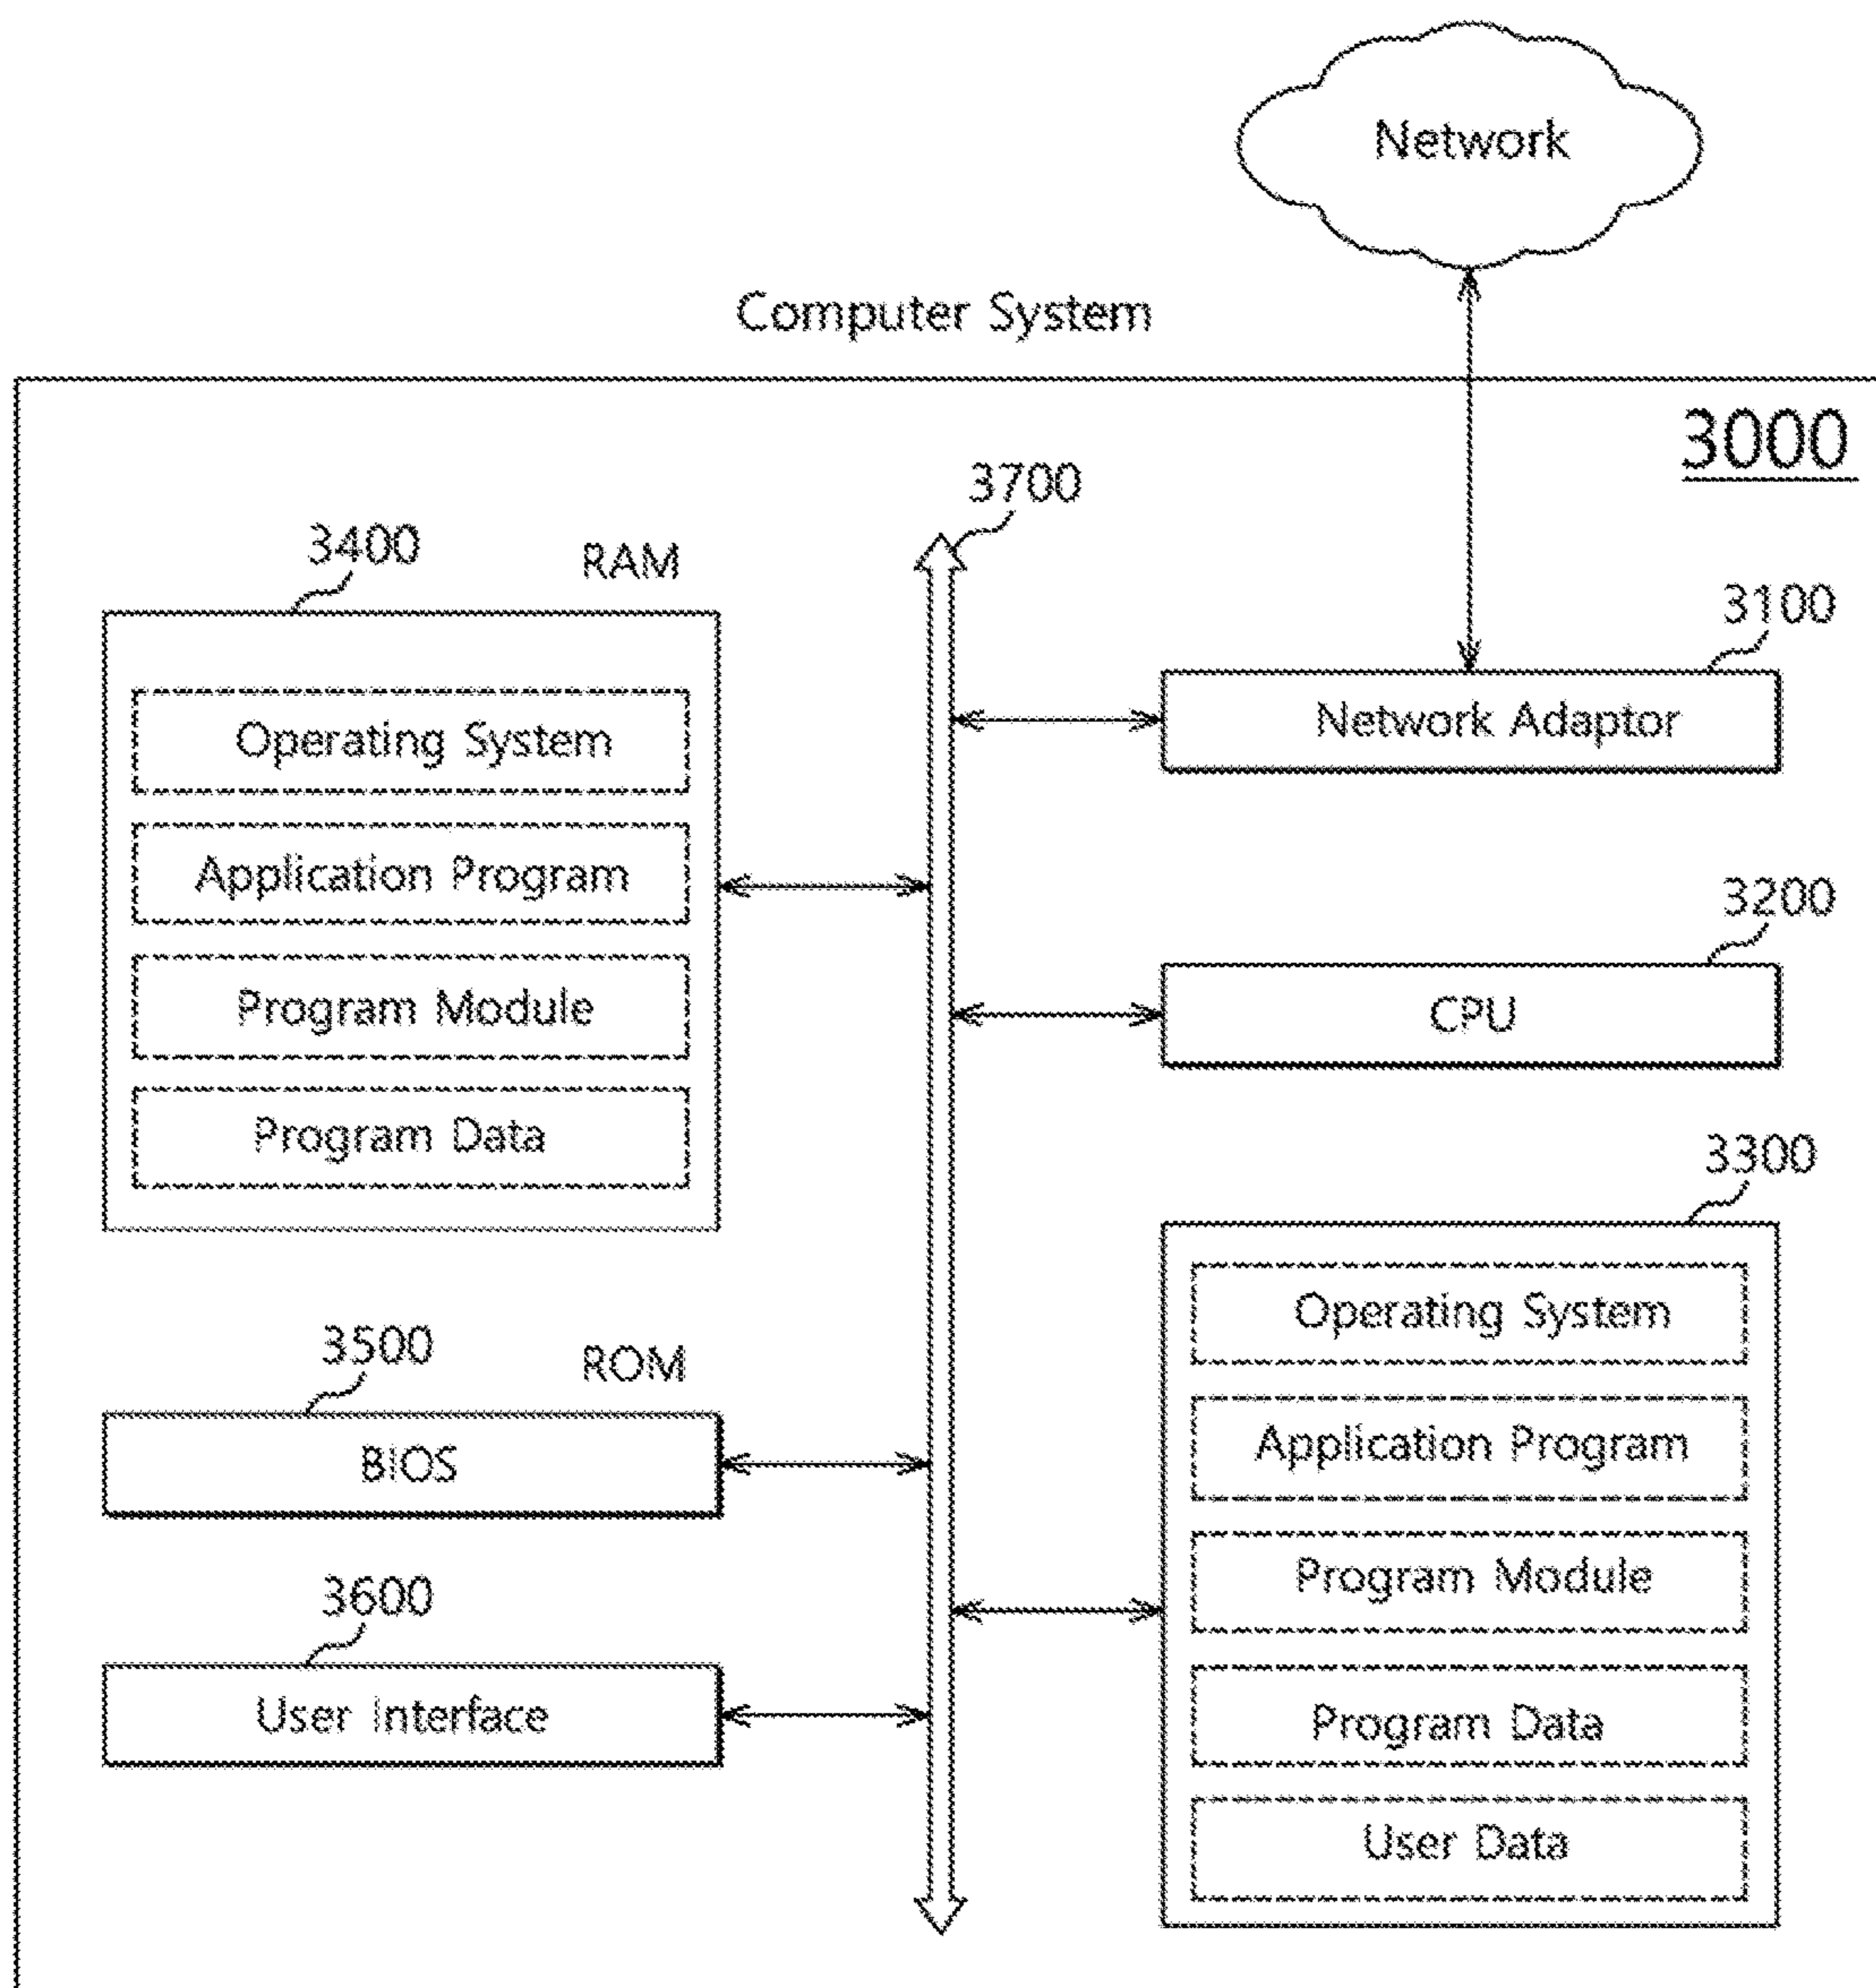 Network
Computer System
3000
3700
3400
RAM
Operating System
Application Program
Program Module
Program Data
3100
Network Adaptor
3200
CPU
3300
Operating System
Application Program
Program Module
Program Data
User Data
3500
ROM
BIOS
3600
User Interface